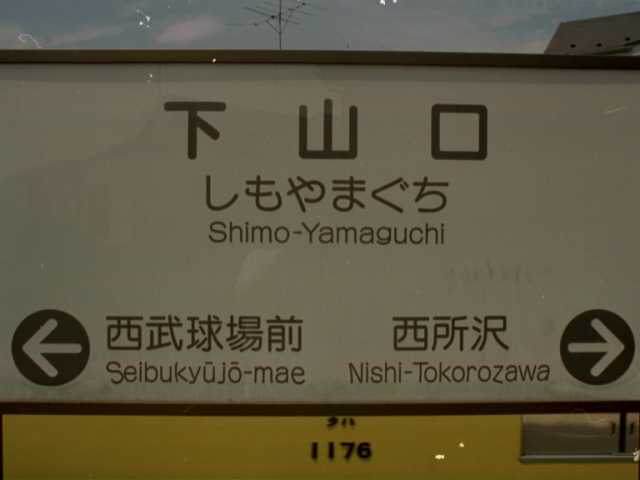 下山口
しもやまぐち
Shimo-Yamaguchi
西武球場前 西所沢
Seibukyūjō-mae Nishi-Tokorozawa
1176